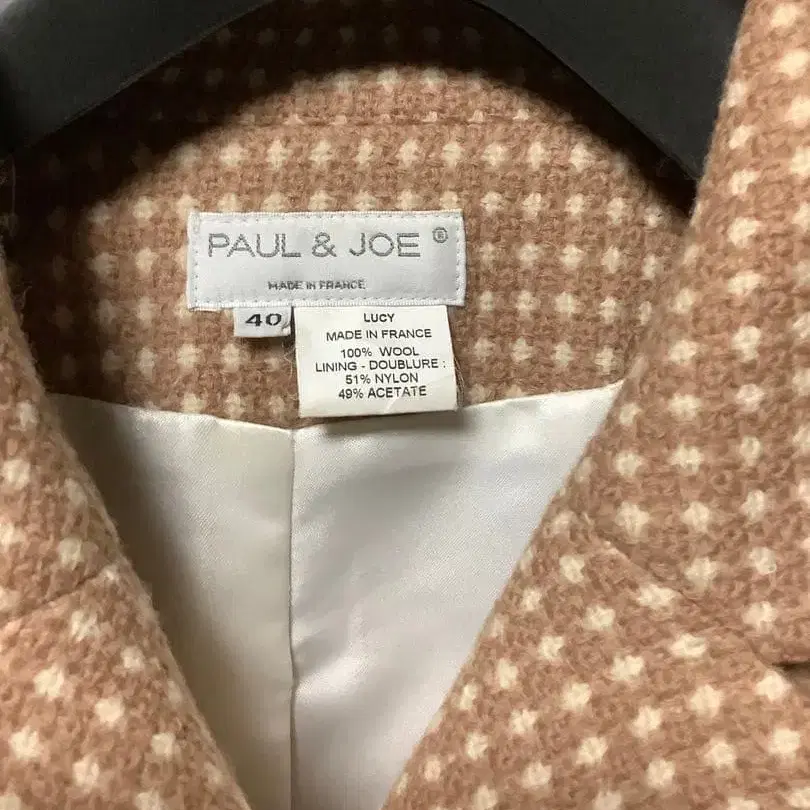 PAUL & JOE ®
MADE IN FRANCE
40
LUCY
MADE IN FRANCE
100% WOOL
LINING - DOUBLURE :
51% NYLON
49% ACETATE